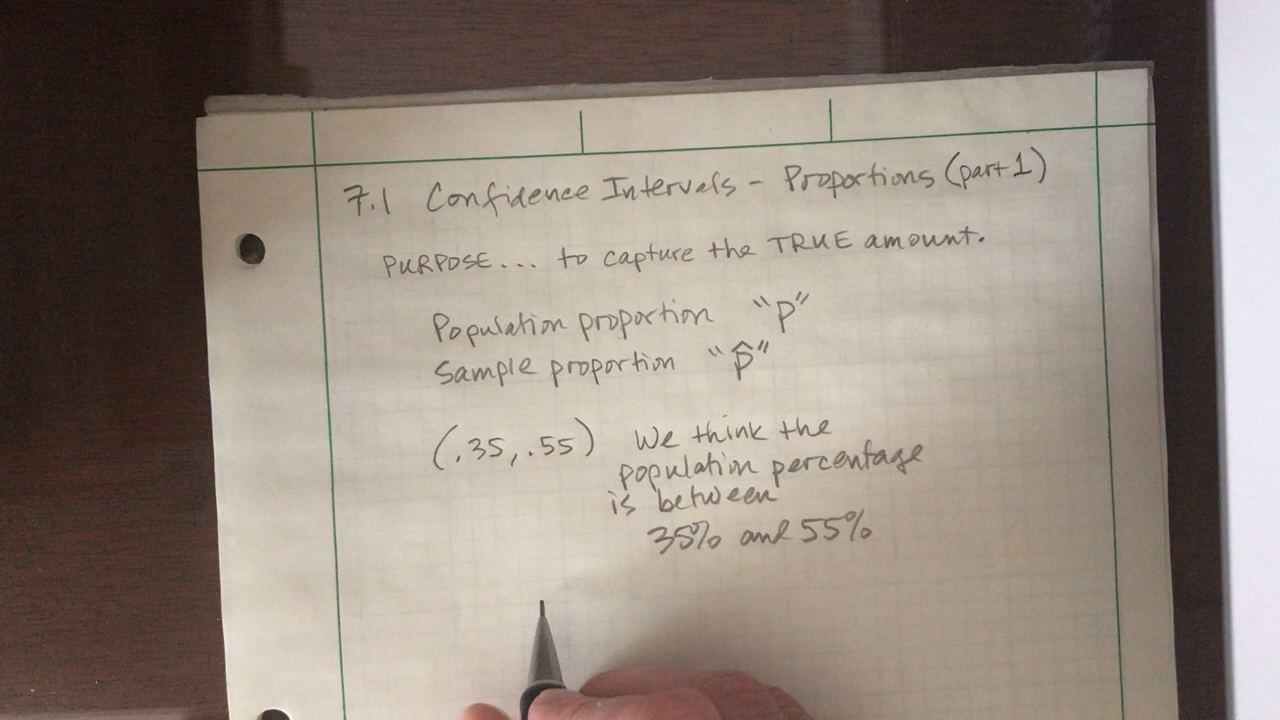 7.1 Confidence Intervals - Proportions (part 1)
PURPOSE... to capture the TRUE amount.
Population proportion "p"
Sample proportion "p̂"
(.35, .55) We think the
population percentage
is between
35% and 55%